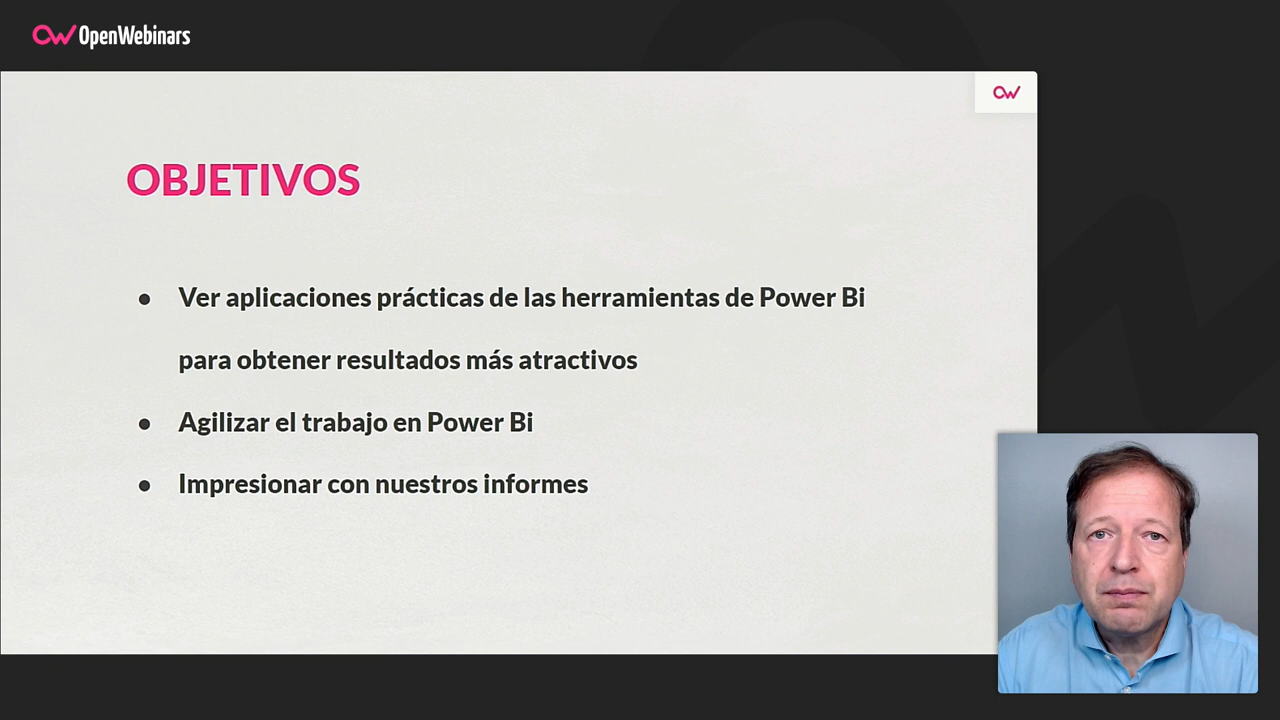 OpenWebinars
OBJETIVOS
● Ver aplicaciones prácticas de las herramientas de Power Bi
para obtener resultados más atractivos
● Agilizar el trabajo en Power Bi
● Impresionar con nuestros informes